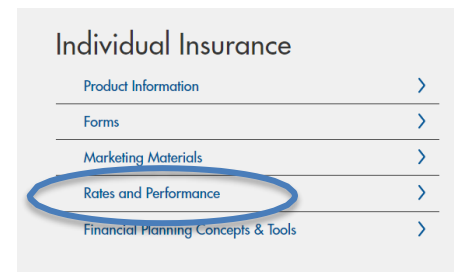 Individual Insurance
Product Information
Forms
Marketing Materials
Rates and Performance
Financial Planning Concepts & Tools